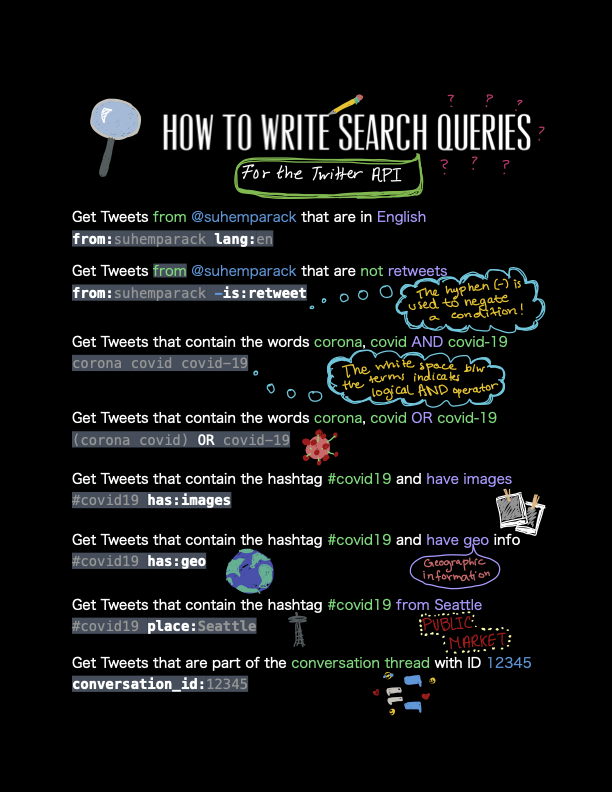 HOW TO WRITE SEARCH QUERIES
For the Twitter API
Get Tweets from @suhemparack that are in English
from:suhemparack lang:en
Get Tweets from @suhemparack that are not retweets
from:suhemparack -is:retweet
The hyphen (-) is
used to negate
a condition!
Get Tweets that contain the words corona, covid AND covid-19
corona covid covid-19
The white space b/w
the terms indicates
logical AND operator
Get Tweets that contain the words corona, covid OR covid-19
(corona covid) OR covid-19
Get Tweets that contain the hashtag #covid19 and have images
#covid19 has:images
Get Tweets that contain the hashtag #covid19 and have geo info
#covid19 has:geo
Geographic
information
Get Tweets that contain the hashtag #covid19 from Seattle
#covid19 place:Seattle
PUBLIC
MARKET
Get Tweets that are part of the conversation thread with ID 12345
conversation_id:12345